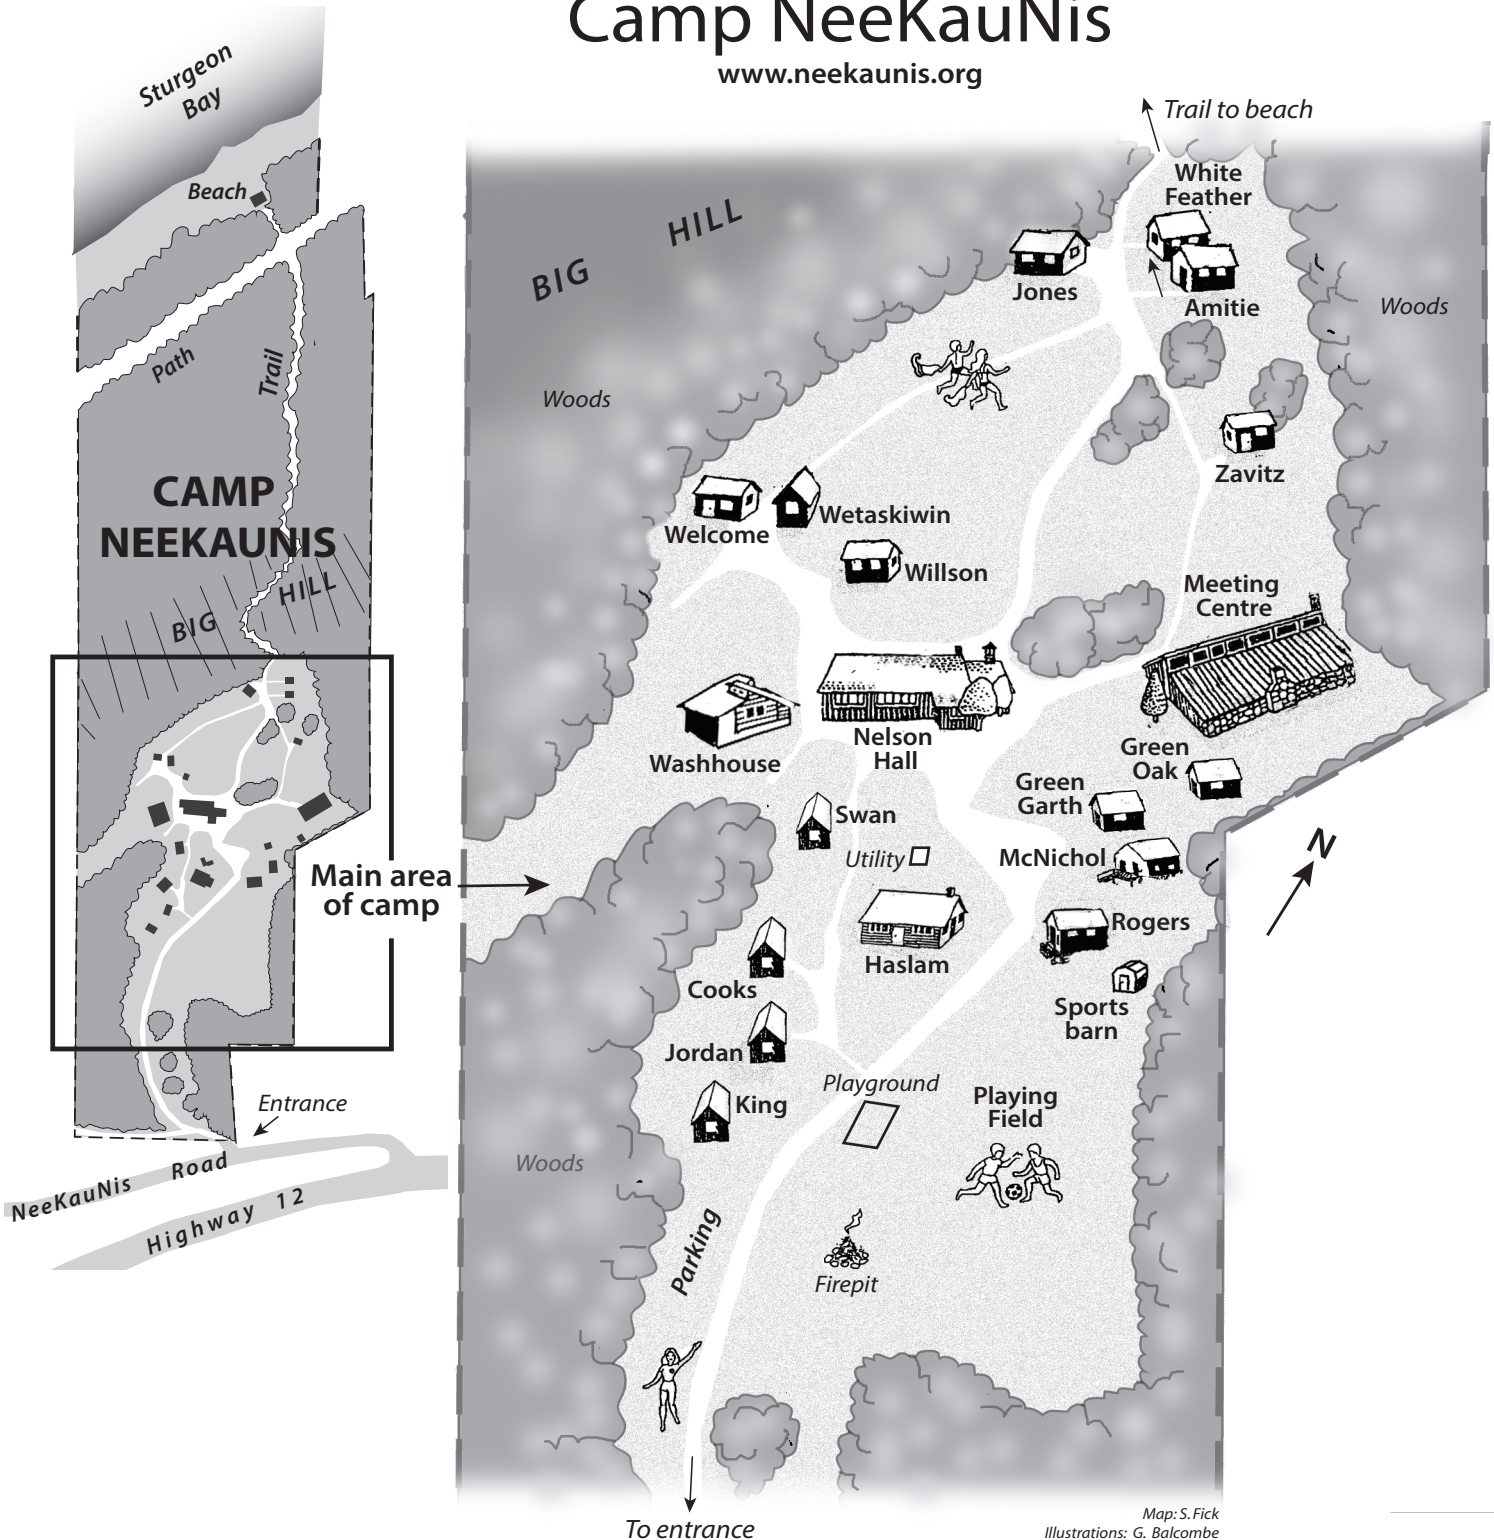 Camp NeeKauNis
www.neekaunis.org
Sturgeon
Bay
Beach
Path
Trail
CAMP
NEEKAUNIS
BIG HILL
Main area
of camp
Entrance
NeeKauNis Road
Highway 12
Trail to beach
White
Feather
BIG HILL
Jones
Amitie
Woods
Woods
Zavitz
Welcome
Wetaskiwin
Willson
Meeting
Centre
Washhouse
Nelson
Hall
Green
Oak
Green
Garth
Swan
Utility
McNichol
N
Rogers
Haslam
Cooks
Sports
barn
Jordan
Playground
King
Playing
Field
Woods
Parking
Firepit
To entrance
Map: S. Fick
Illustrations: G. Balcombe